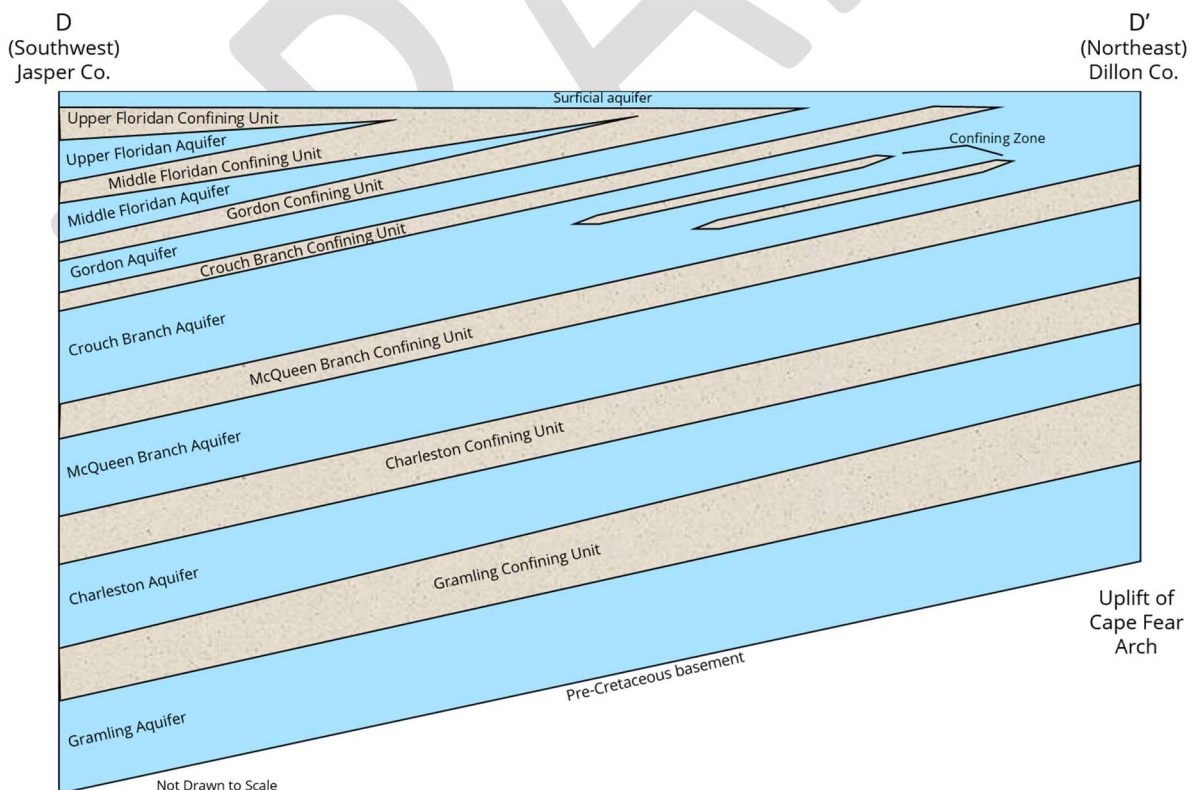 D
(Southwest)
Jasper Co.
D’
(Northeast)
Dillon Co.
Surficial aquifer
Upper Floridan Confining Unit
Upper Floridan Aquifer
Middle Floridan Confining Unit
Middle Floridan Aquifer
Gordon Confining Unit
Gordon Aquifer
Crouch Branch Confining Unit
Confining Zone
Crouch Branch Aquifer
McQueen Branch Confining Unit
McQueen Branch Aquifer
Charleston Confining Unit
Charleston Aquifer
Gramling Confining Unit
Gramling Aquifer
Pre-Cretaceous basement
Uplift of
Cape Fear
Arch
Not Drawn to Scale